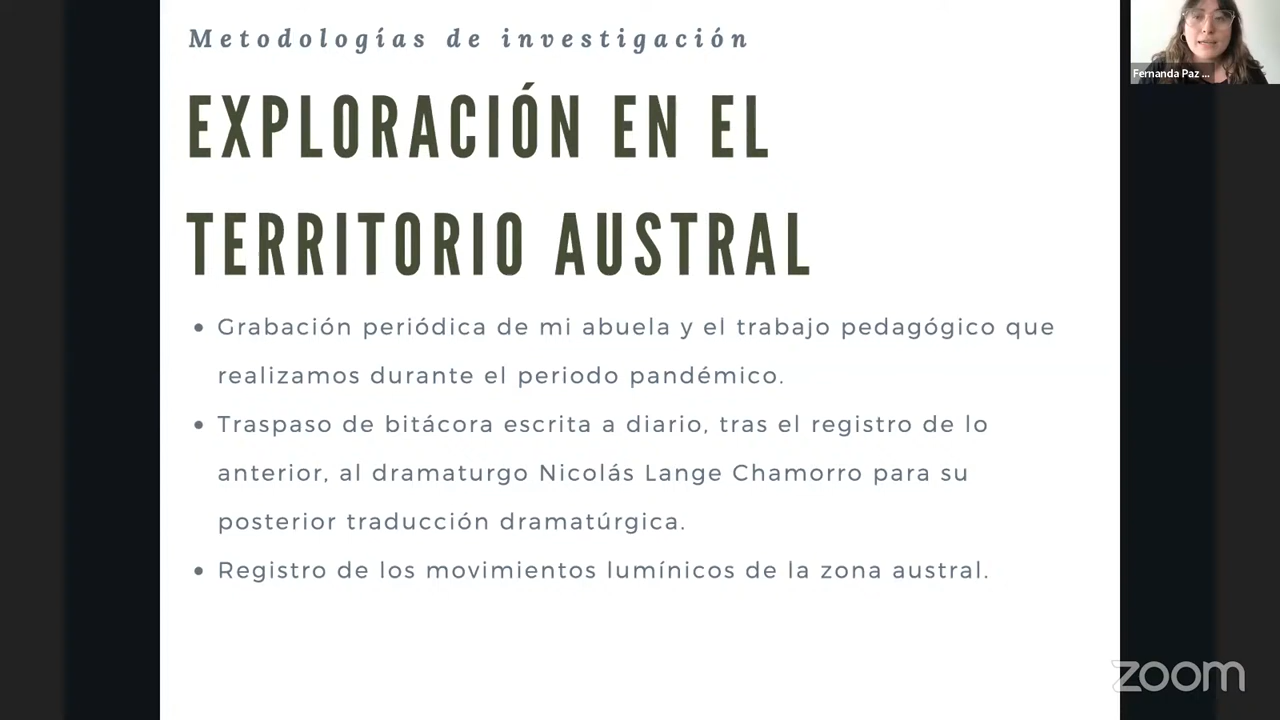 Metodologías de investigación
EXPLORACIÓN EN EL
TERRITORIO AUSTRAL
• Grabación periódica de mi abuela y el trabajo pedagógico que
realizamos durante el periodo pandémico.
• Traspaso de bitácora escrita a diario, tras el registro de lo
anterior, al dramaturgo Nicolás Lange Chamorro para su
posterior traducción dramatúrgica.
• Registro de los movimientos lumínicos de la zona austral.
Fernanda Paz ...
zoom